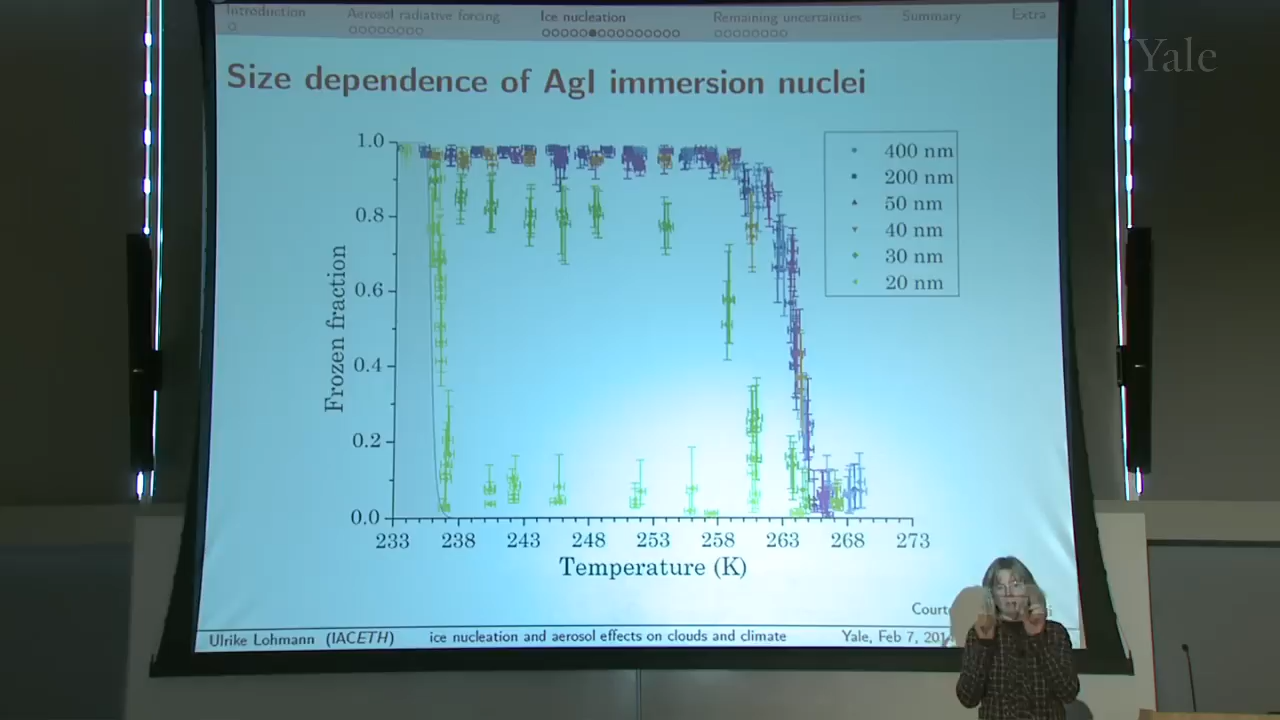 Introduction Aerosol radiative forcing Ice nucleation Remaining uncertainties Summary Extra
Yale
Size dependence of AgI immersion nuclei
1.0
0.8
0.6
0.4
0.2
0.0
Frozen fraction
400 nm
200 nm
50 nm
40 nm
30 nm
20 nm
233 238 243 248 253 258 263 268 273
Temperature (K)
Ulrike Lohmann (IACETH) ice nucleation and aerosol effects on clouds and climate Yale, Feb 7,